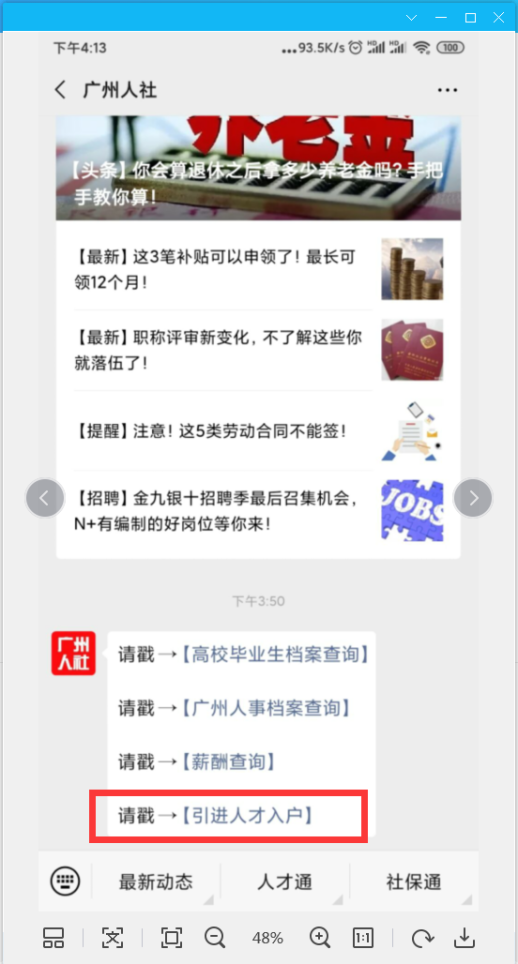 下午4:13
...93.5K/s
HD
HD
100
广州人社
养老金
【头条】你会算退休之后拿多少养老金吗？手把
手教你算！
【最新】这3笔补贴可以申领了！最长可
领12个月！
【最新】职称评审新变化，不了解这些你
就落伍了！
【提醒】注意！这5类劳动合同不能签！
【招聘】金九银十招聘季最后召集机会，
N+有编制的好岗位等你来！
JOBS
下午3:50
广州
人社
请戳→【高校毕业生档案查询】
请戳→【广州人事档案查询】
请戳→【薪酬查询】
请戳→【引进人才入户】
最新动态
人才通
社保通
文
48%
1:1